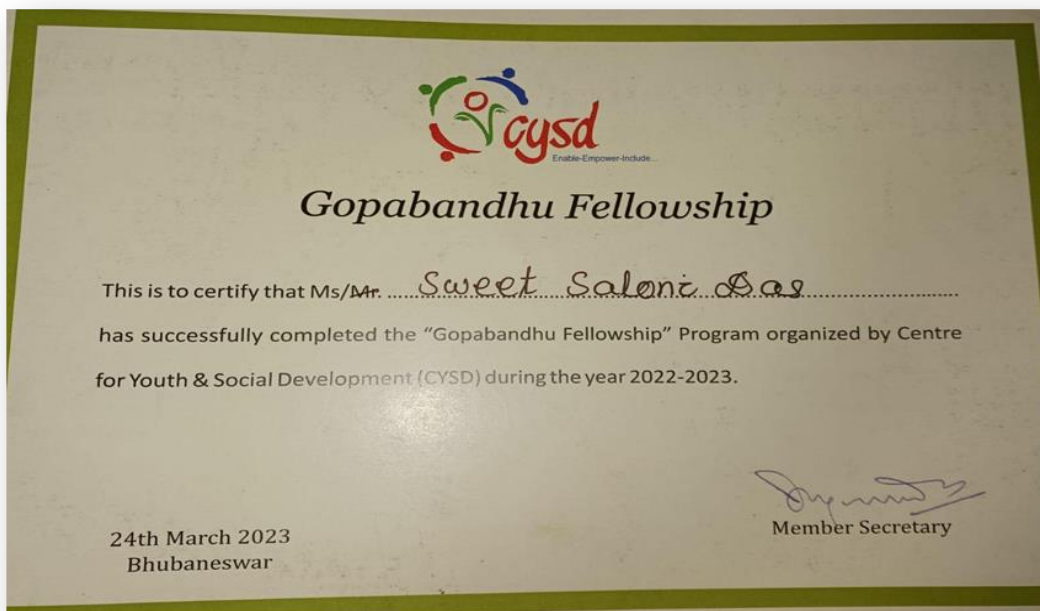 cysd
Enable-Empower-Include...
Gopabandhu Fellowship
This is to certify that Ms/Mr. Sweet Saloni Das
has successfully completed the “Gopabandhu Fellowship” Program organized by Centre
for Youth & Social Development (CYSD) during the year 2022-2023.
Member Secretary
24th March 2023
Bhubaneswar